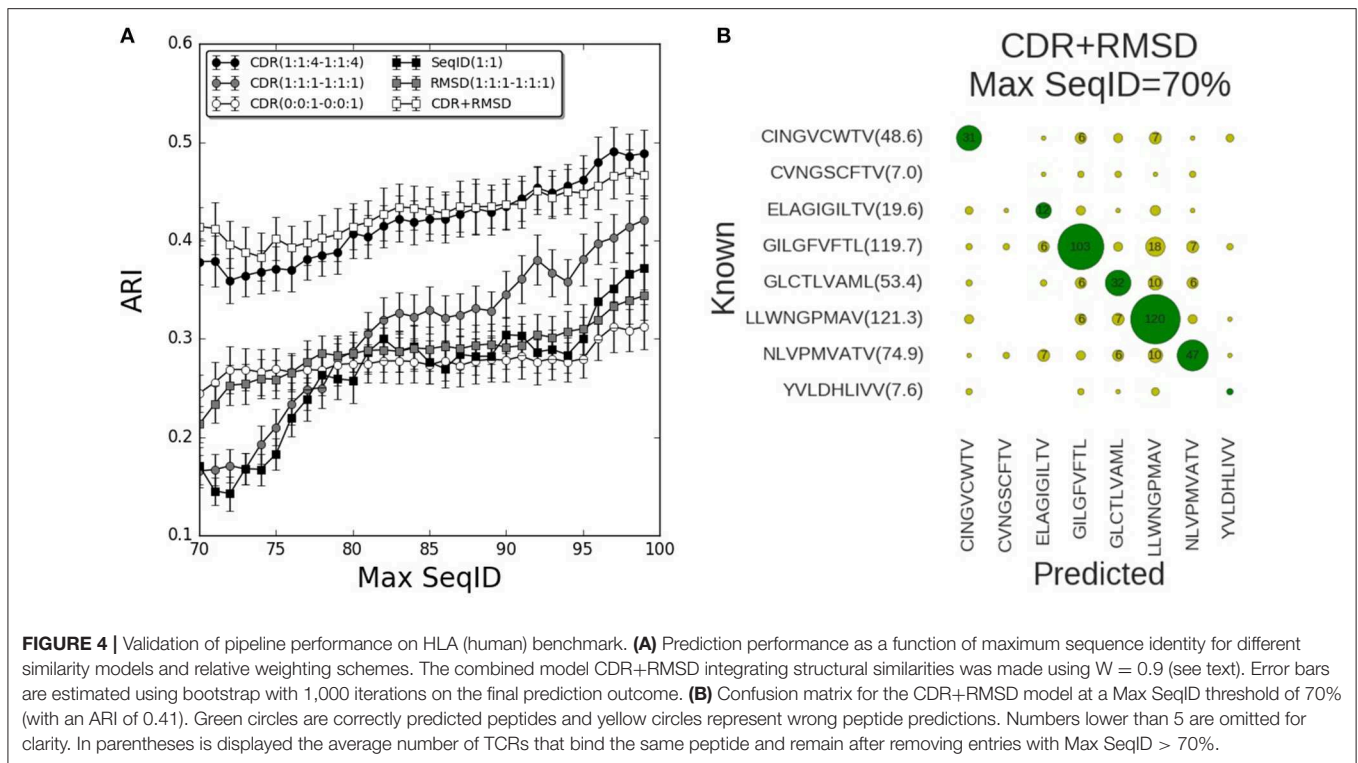 A
0.6
0.5
0.4
0.3
0.2
0.1
ARI
CDR(1:1:4-1:1:4)
CDR(1:1:1-1:1:1)
CDR(0:0:1-0:0:1)
SeqID(1:1)
RMSD(1:1:1-1:1:1)
CDR+RMSD
70 75 80 85 90 95 100
Max SeqID
B
CDR+RMSD
Max SeqID=70%
Known
CINGVCWTV(48.6) 31 6 7
CVNGSCFTV(7.0)
ELAGIGILTV(19.6) 12
GILGFVFTL(119.7) 6 103 18 7
GLCTLVAML(53.4) 6 32 10 6
LLWNGPMAV(121.3) 6 7 120
NLVPMVATV(74.9) 7 6 10 47
YVLDHLIVV(7.6)
CINGVCWTV
CVNGSCFTV
ELAGIGILTV
GILGFVFTL
GLCTLVAML
LLWNGPMAV
NLVPMVATV
YVLDHLIVV
Predicted
FIGURE 4 | Validation of pipeline performance on HLA (human) benchmark. (A) Prediction performance as a function of maximum sequence identity for different
similarity models and relative weighting schemes. The combined model CDR+RMSD integrating structural similarities was made using W = 0.9 (see text). Error bars
are estimated using bootstrap with 1,000 iterations on the final prediction outcome. (B) Confusion matrix for the CDR+RMSD model at a Max SeqID threshold of 70%
(with an ARI of 0.41). Green circles are correctly predicted peptides and yellow circles represent wrong peptide predictions. Numbers lower than 5 are omitted for
clarity. In parentheses is displayed the average number of TCRs that bind the same peptide and remain after removing entries with Max SeqID > 70%.